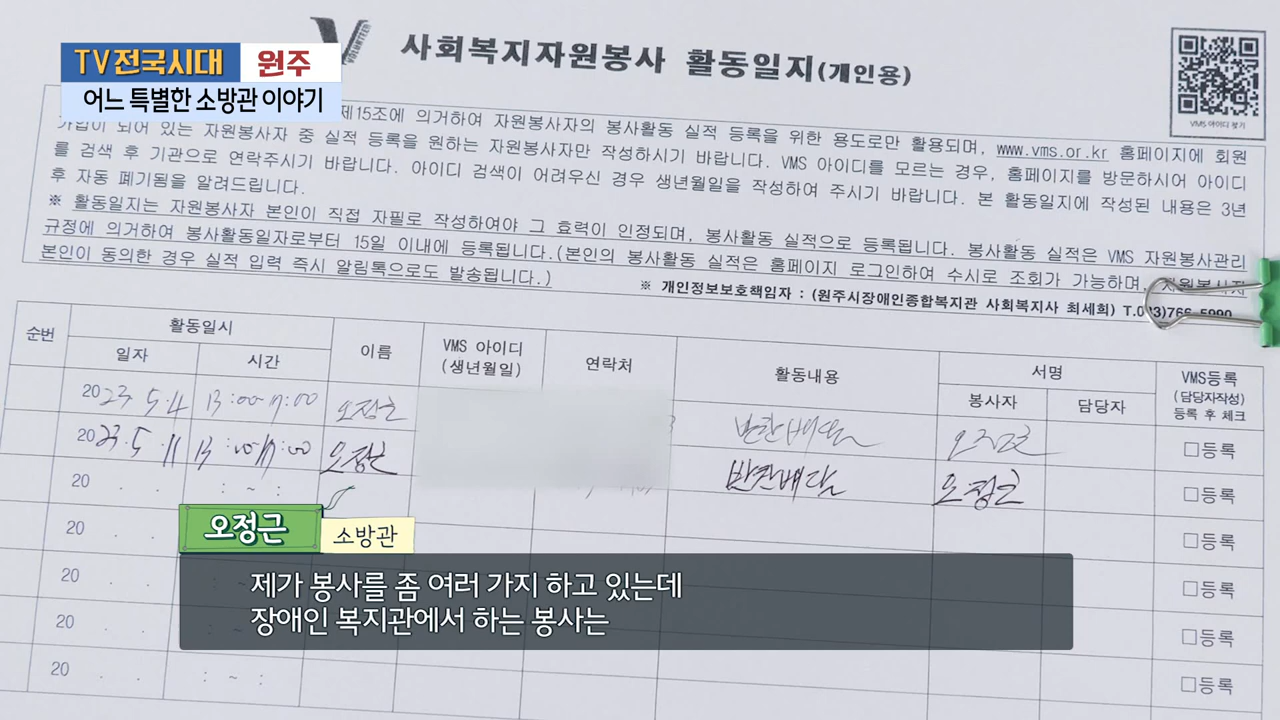 TV전국시대 원주
어느 특별한 소방관 이야기
VOLUNTEER
사회복지자원봉사 활동일지(개인용)
VMS 아이디 찾기
제15조에 의거하여 자원봉사자의 봉사활동 실적 등록을 위한 용도로만 활용되며, www.vms.or.kr 홈페이지에 회원
가입이 되어 있는 자원봉사자 중 실적 등록을 원하는 자원봉사자만 작성하시기 바랍니다. VMS 아이디를 모르는 경우, 홈페이지를 방문하시어 아이디
를 검색 후 기관으로 연락주시기 바랍니다. 아이디 검색이 어려우신 경우 생년월일을 작성하여 주시기 바랍니다. 본 활동일지에 작성된 내용은 3년
후 자동 폐기됨을 알려드립니다.
※ 활동일지는 자원봉사자 본인이 직접 자필로 작성하여야 그 효력이 인정되며, 봉사활동 실적으로 등록됩니다. 봉사활동 실적은 VMS 자원봉사관리
규정에 의거하여 봉사활동일자로부터 15일 이내에 등록됩니다.(본인의 봉사활동 실적은 홈페이지 로그인하여 수시로 조회가 가능하며, 자원봉사자
본인이 동의한 경우 실적 입력 즉시 알림톡으로도 발송됩니다.)
※ 개인정보보호책임자 : (원주시장애인종합복지관 사회복지사 최세희) T.033)766-5990
순번 활동일시 이름 VMS 아이디 (생년월일) 연락처 활동내용 서명 VMS등록 (담당자작성) 등록 후 체크
일자 시간 봉사자 담당자
2023.5.4 13:00-17:00 오정근 반찬배달 오정근 □등록
2023.5.11 13:00-17:00 오정근 반찬배달 오정근 □등록
20 . . : ~ : □등록
20 . . □등록
20 . . □등록
20 . . □등록
20 . . : ~ : □등록
오정근 소방관
제가 봉사를 좀 여러 가지 하고 있는데
장애인 복지관에서 하는 봉사는